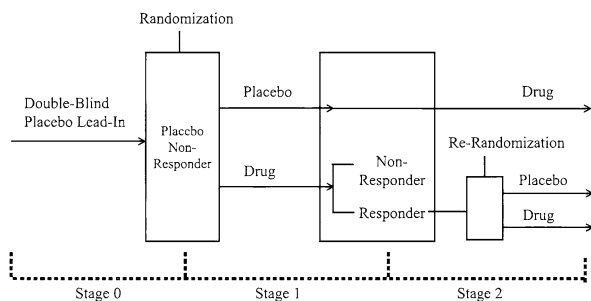 Randomization
Double-Blind
Placebo Lead-In
Placebo
Non-
Responder
Placebo
Drug
Non-
Responder
Responder
Drug
Re-Randomization
Placebo
Drug
Stage 0
Stage 1
Stage 2